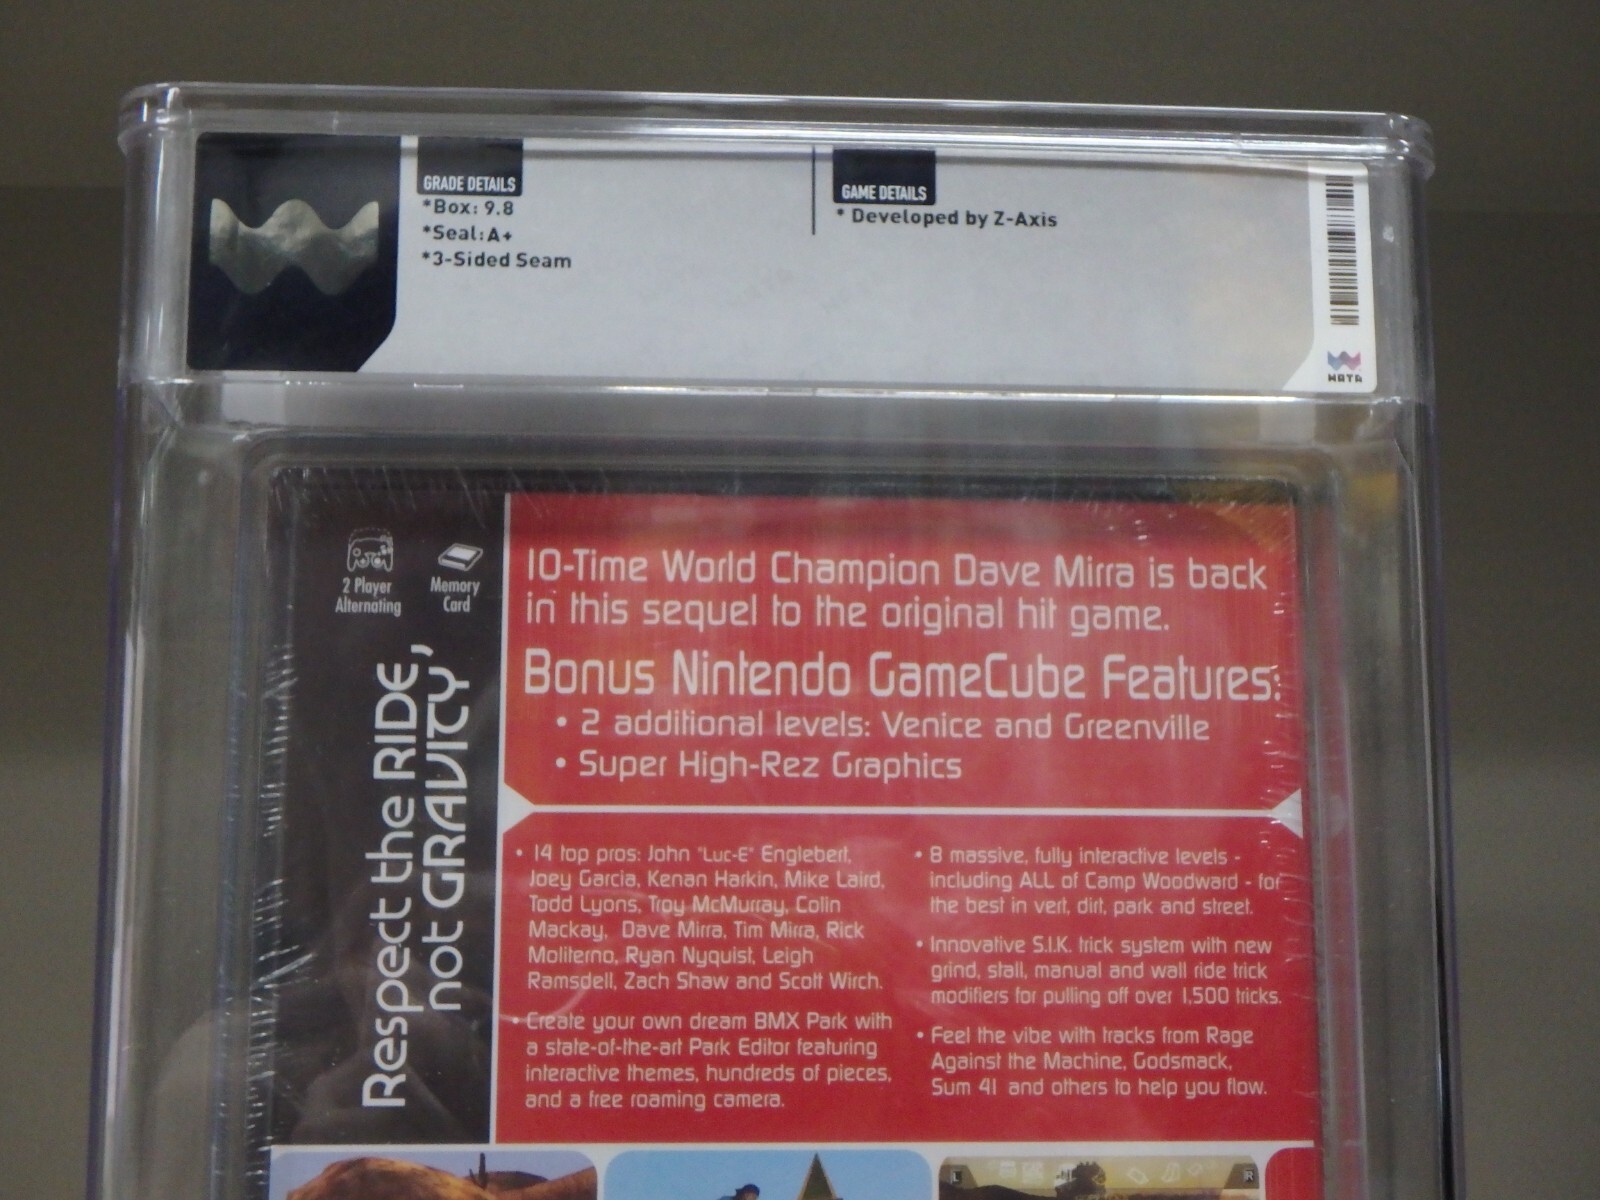 GRADE DETAILS
*Box: 9.8
*Seal: A+
*3-Sided Seam
GAME DETAILS
* Developed by Z-Axis
WATA
2 Player
Alternating
Memory
Card
Respect the RIDE,
not GRAVITY'
10-Time World Champion Dave Mirra is back
in this sequel to the original hit game.
Bonus Nintendo GameCube Features:
• 2 additional levels: Venice and Greenville
• Super High-Rez Graphics
• 14 top pros: John "Luc-E" Englebert,
Joey Garcia, Kenan Harkin, Mike Laird,
Todd Lyons, Troy McMurray, Colin
Mackay, Dave Mirra, Tim Mirra, Rick
Moliterno, Ryan Nyquist, Leigh
Ramsdell, Zach Shaw and Scott Wirch.
• Create your own dream BMX Park with
a state-of-the-art Park Editor featuring
interactive themes, hundreds of pieces,
and a free roaming camera.
• 8 massive, fully interactive levels -
including ALL of Camp Woodward - for
the best in vert, dirt, park and street.
• Innovative S.I.K. trick system with new
grind, stall, manual and wall ride trick
modifiers for pulling off over 1,500 tricks.
• Feel the vibe with tracks from Rage
Against the Machine, Godsmack,
Sum 41 and others to help you flow.
L
R